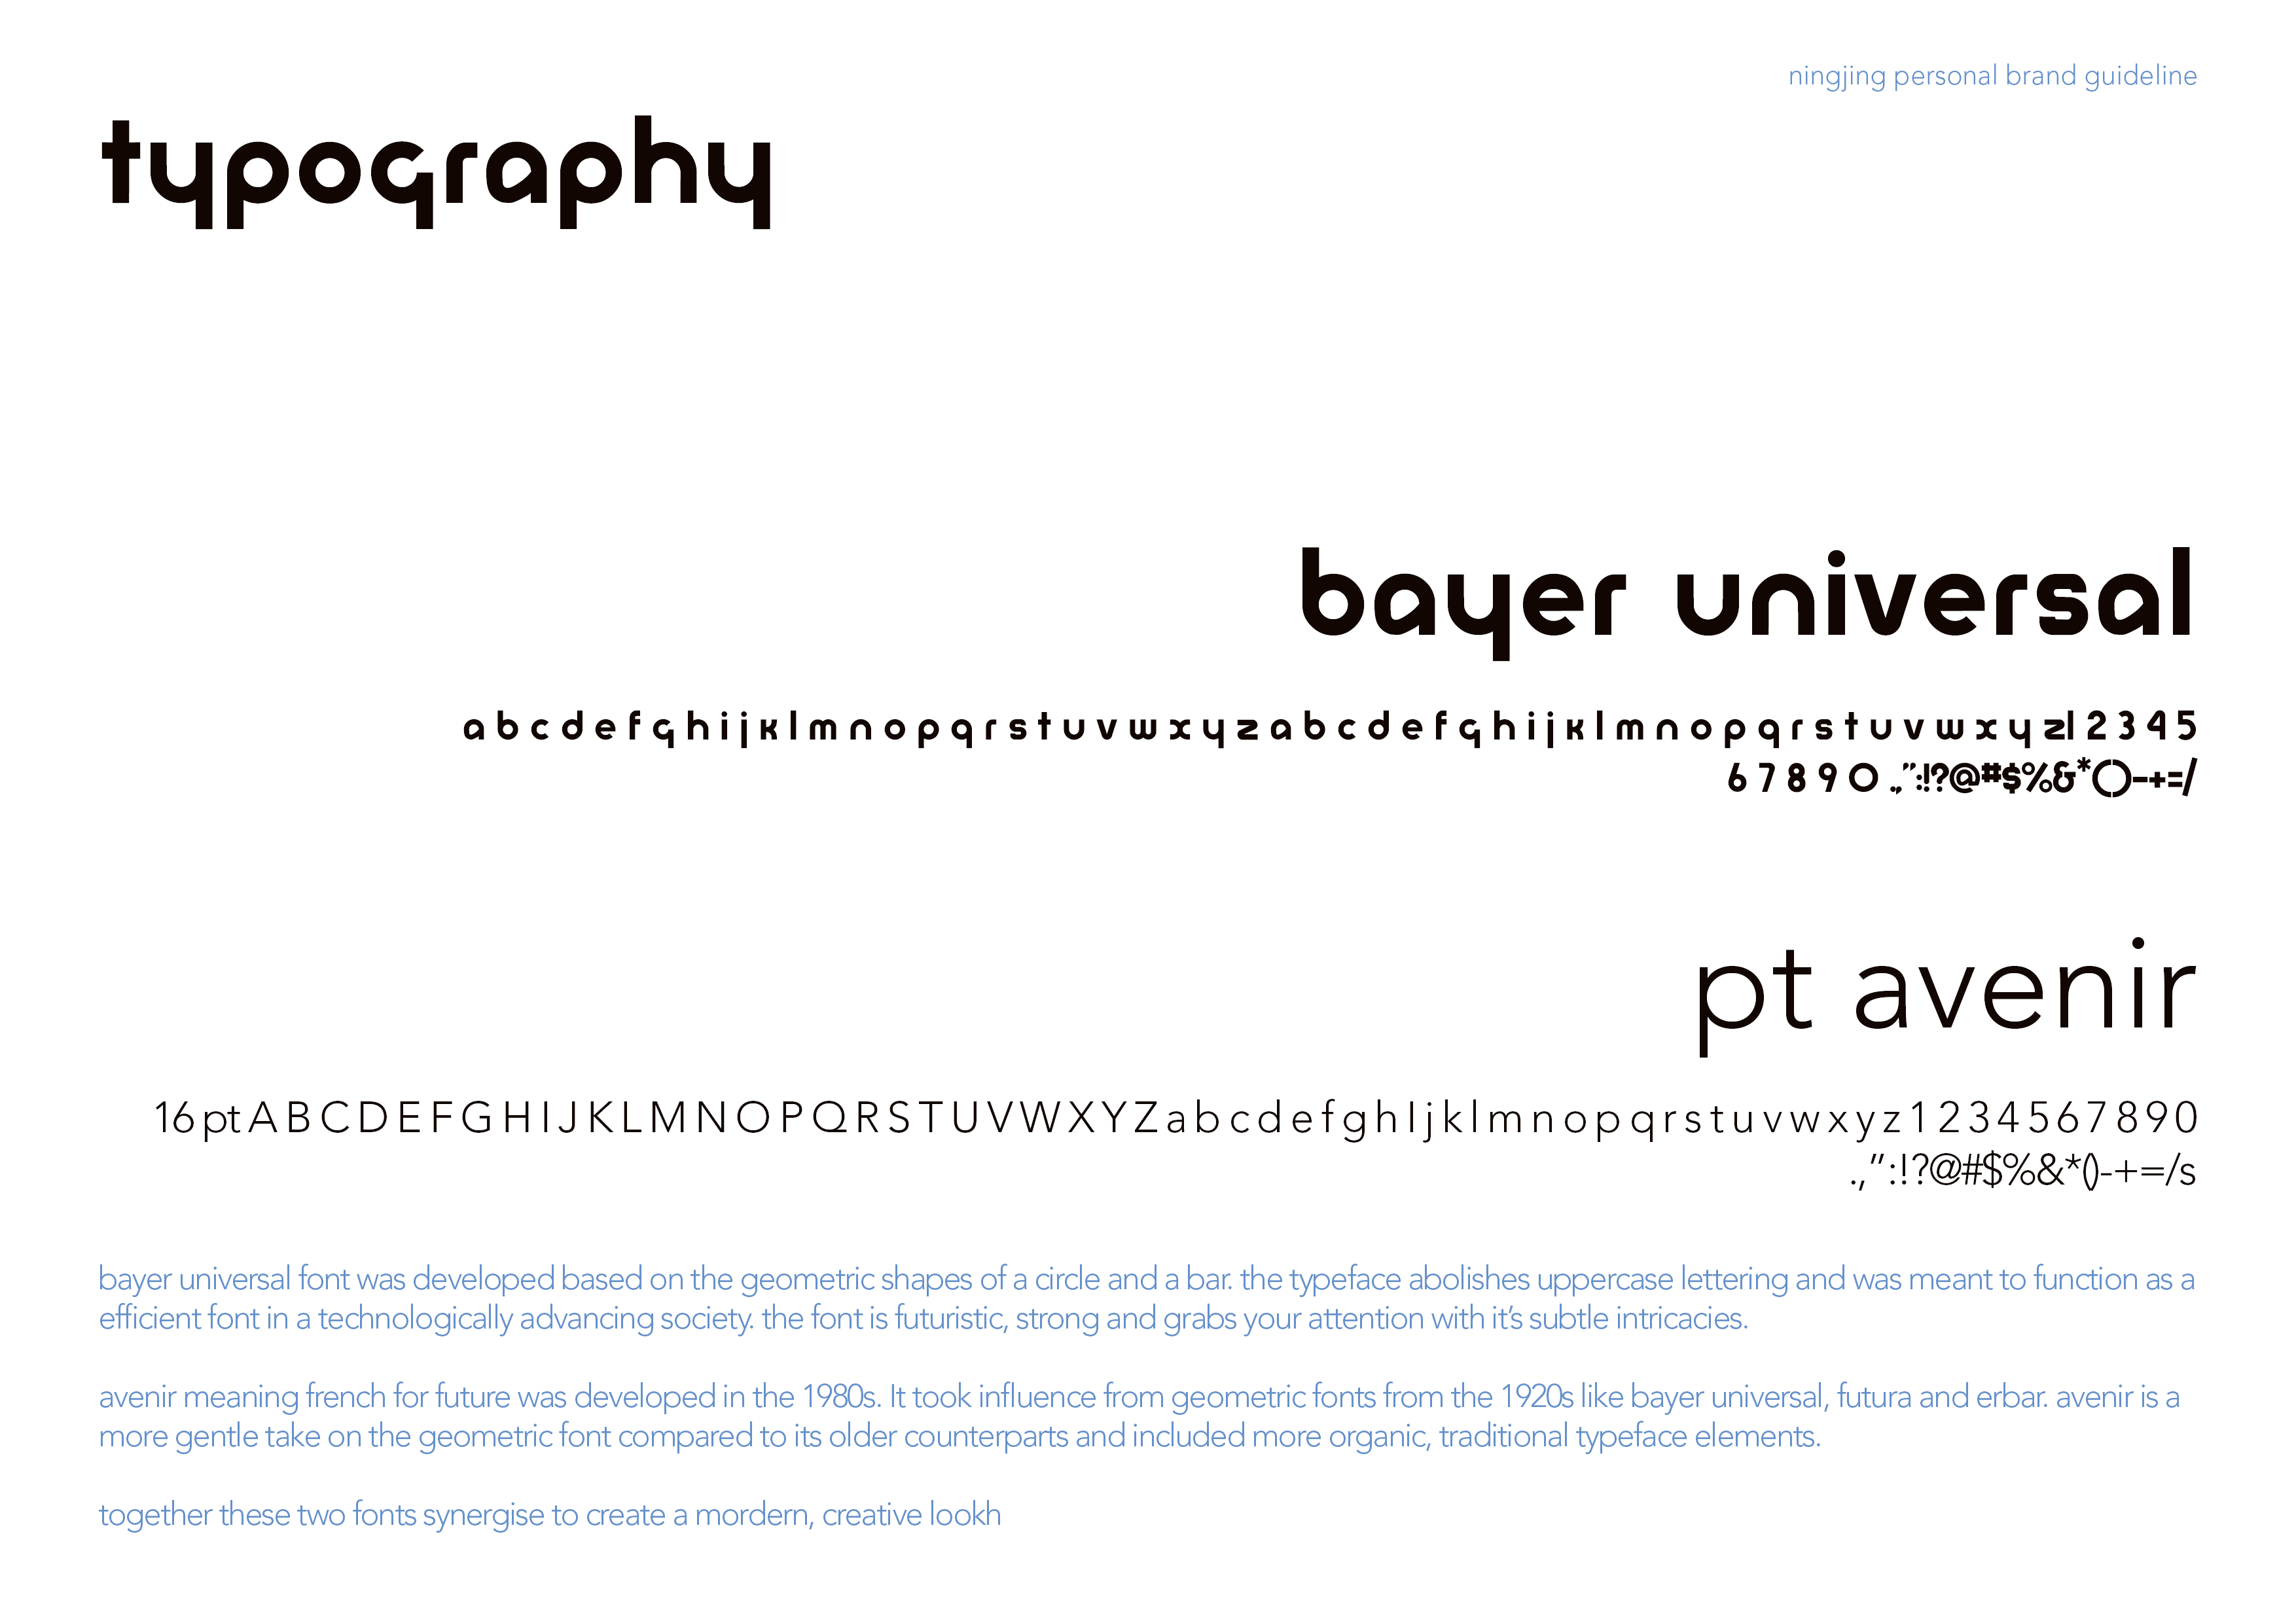 ningjing personal brand guideline
typography
bayer universal
a b c d e f g h i j k l m n o p q r s t u v w x y z a b c d e f g h i j k l m n o p q r s t u v w x y z1 2 3 4 5
6 7 8 9 0 .,”:!?@#$%&*()-+=/
pt avenir
16 pt A B C D E F G H I J K L M N O P Q R S T U V W X Y Z a b c d e f g h I j k l m n o p q r s t u v w x y z 1 2 3 4 5 6 7 8 9 0
.,”:!?@#$%&*()-+=/s
bayer universal font was developed based on the geometric shapes of a circle and a bar. the typeface abolishes uppercase lettering and was meant to function as a
efficient font in a technologically advancing society. the font is futuristic, strong and grabs your attention with it’s subtle intricacies.
avenir meaning french for future was developed in the 1980s. It took influence from geometric fonts from the 1920s like bayer universal, futura and erbar. avenir is a
more gentle take on the geometric font compared to its older counterparts and included more organic, traditional typeface elements.
together these two fonts synergise to create a mordern, creative lookh